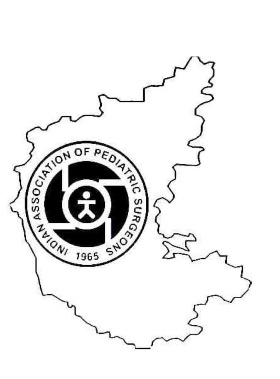 INDIAN ASSOCIATION OF PEDIATRIC SURGEONS
1965